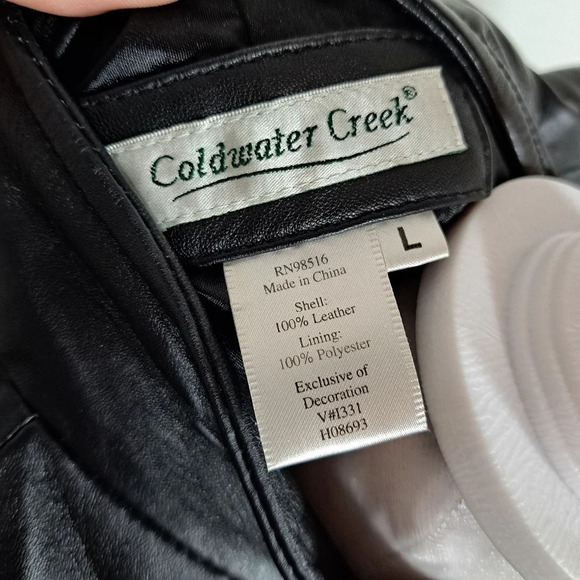 Coldwater Creek®
L
RN98516
Made in China
Shell:
100% Leather
Lining:
100% Polyester
Exclusive of
Decoration
V#I331
H08693